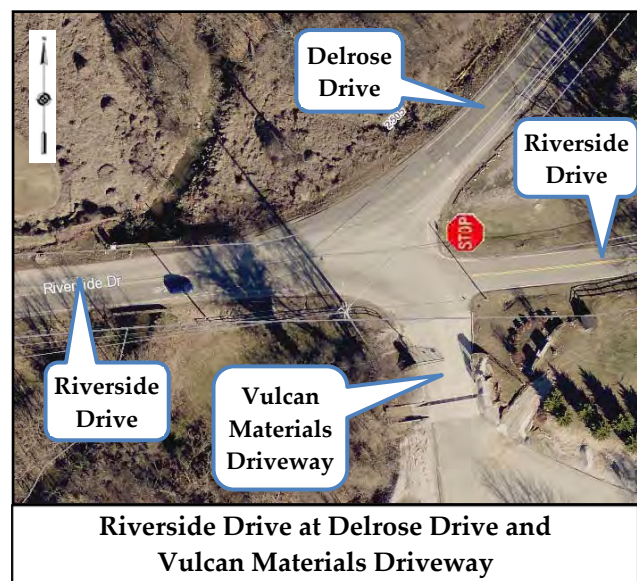 Delrose
Drive
Riverside
Drive
STOP
Riverside Dr
Riverside
Drive
Vulcan
Materials
Driveway
Riverside Drive at Delrose Drive and
Vulcan Materials Driveway